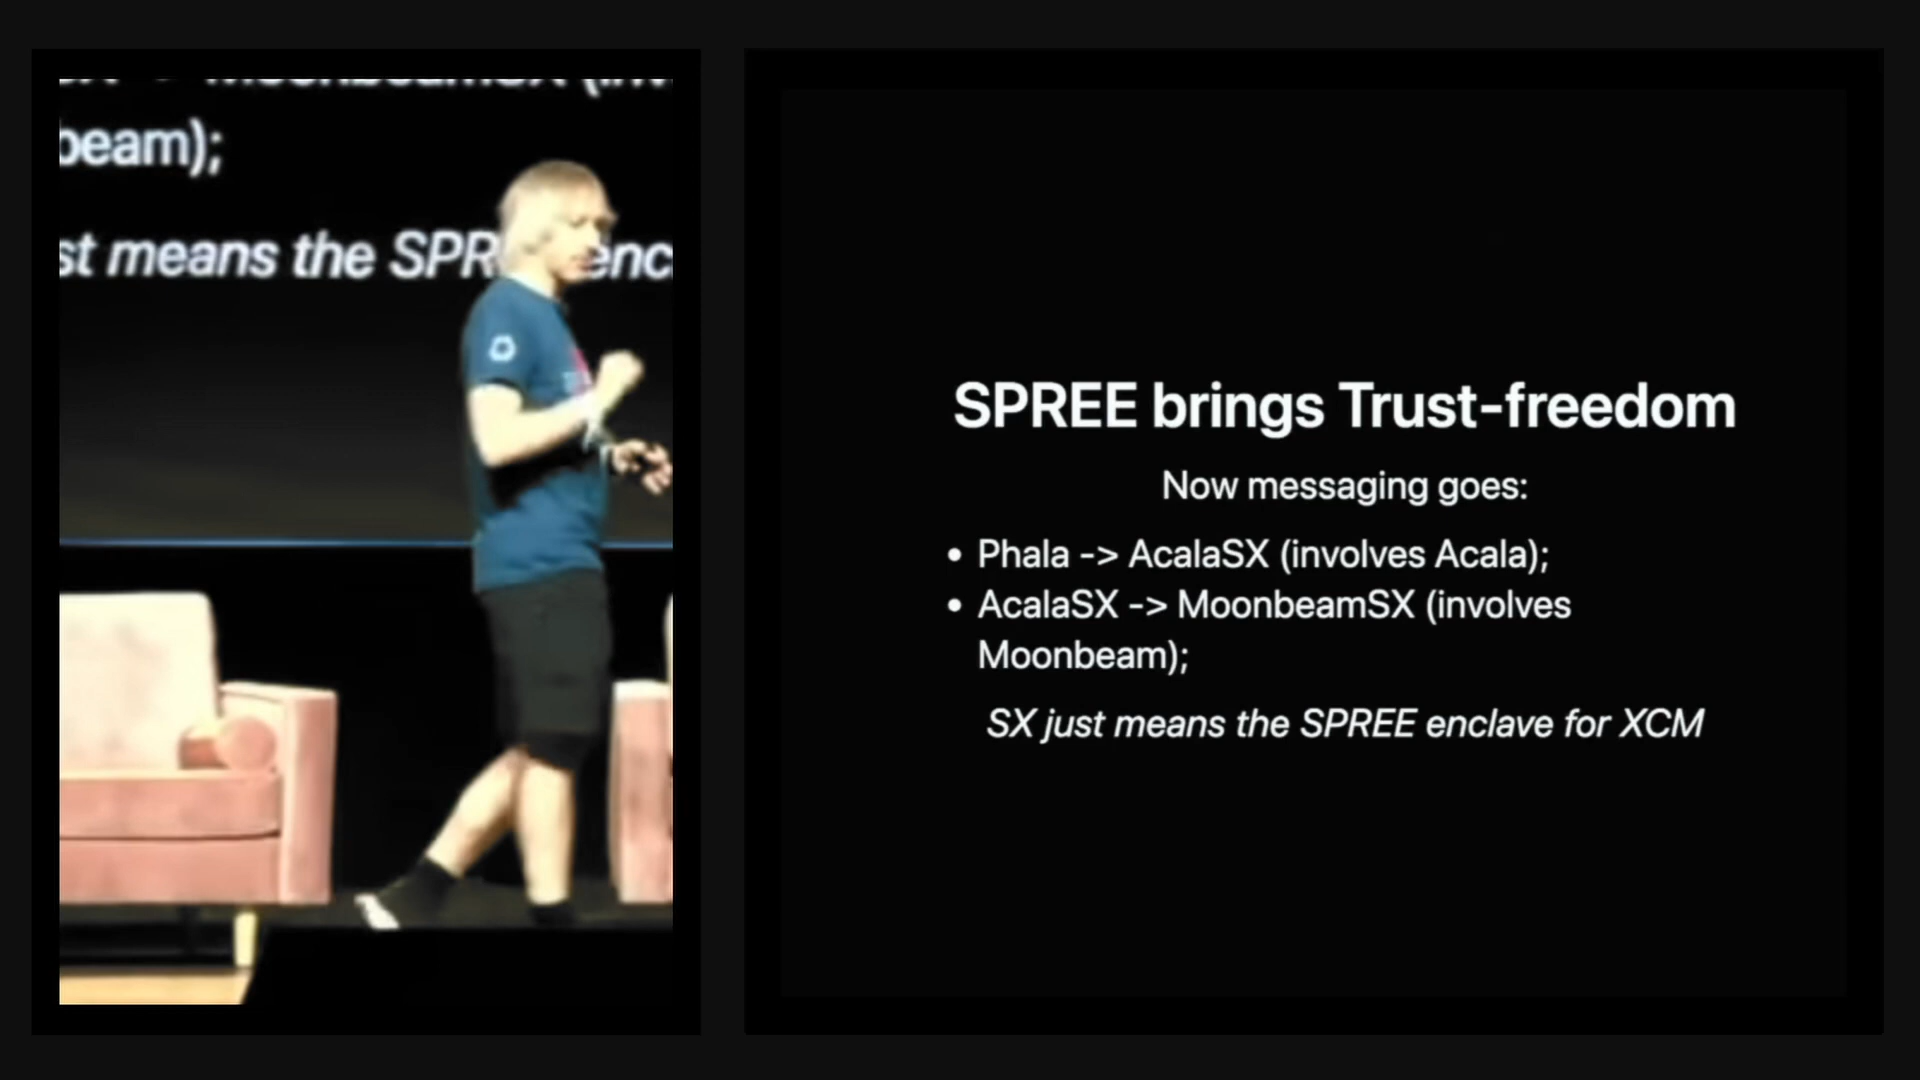 beam);
st means the SPR enc
SPREE brings Trust-freedom
Now messaging goes:
• Phala -> AcalaSX (involves Acala);
• AcalaSX -> MoonbeamSX (involves
Moonbeam);
SX just means the SPREE enclave for XCM